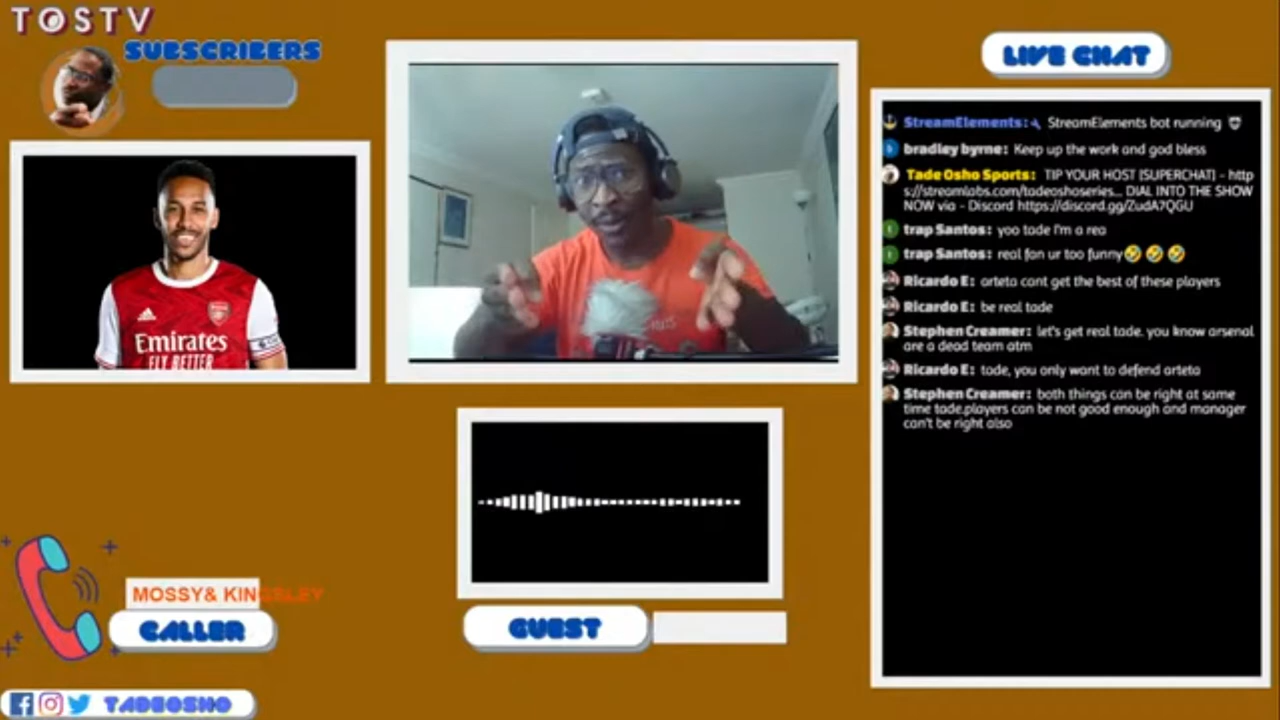 TOSTV
SUBSCRIBERS
Emirates
FLY BETTER
MOSSY& KINGSLEY
CALLER
GUEST
TADEOSHO
LIVE CHAT
StreamElements: StreamElements bot running
bradley byrne: Keep up the work and god bless
Tade Osho Sports: TIP YOUR HOST [SUPERCHAT] - http
s://streamlabs.com/tadeoshoseries... DIAL INTO THE SHOW
NOW via - Discord https://discord.gg/ZudA7QGU
trap Santos: yoo tade I'm a rea
trap Santos: real fan ur too funny🤣 🤣 🤣
Ricardo E: arteta cant get the best of these players
Ricardo E: be real tade
Stephen Creamer: let's get real tade. you know arsenal
are a dead team atm
Ricardo E: tade, you only want to defend arteta
Stephen Creamer: both things can be right at same
time tade.players can be not good enough and manager
can't be right also